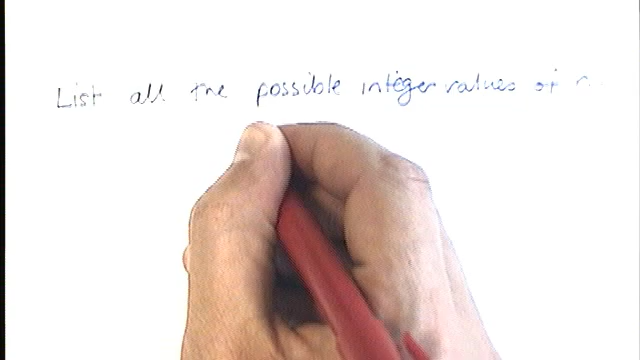 List all the possible integer values of n